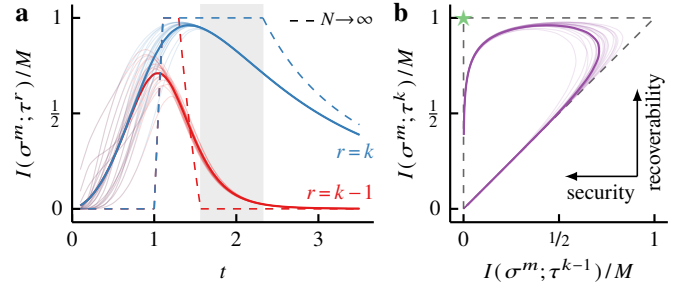 a
I(σ^m; τ^r)/M
1
1/2
0
N→∞
r=k
r=k−1
1
2
3
t
b
I(σ^m; τ^k)/M
1
1/2
0
recoverability
security
0
1/2
1
I(σ^m; τ^{k−1})/M